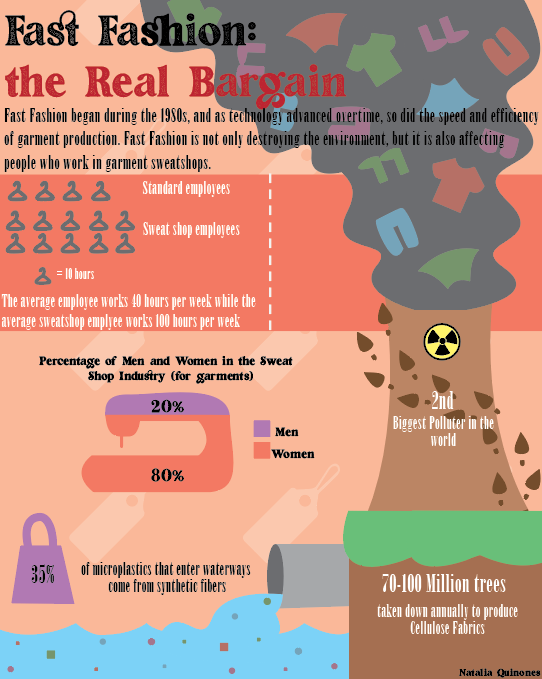 Fast Fashion:
the Real Bargain
Fast Fashion began during the 1980s, and as technology advanced overtime, so did the speed and efficiency
of garment production. Fast Fashion is not only destroying the environment, but it is also affecting
people who work in garment sweatshops.
Standard employees
Sweat shop employees
= 10 hours
The average employee works 40 hours per week while the
average sweatshop emplyee works 100 hours per week
Percentage of Men and Women in the Sweat
Shop Industry (for garments)
20%
Men
Women
80%
2nd
Biggest Polluter in the
world
35%
of microplastics that enter waterways
come from synthetic fibers
70-100 Million trees
taken down annually to produce
Cellulose Fabrics
Natalia Quinones